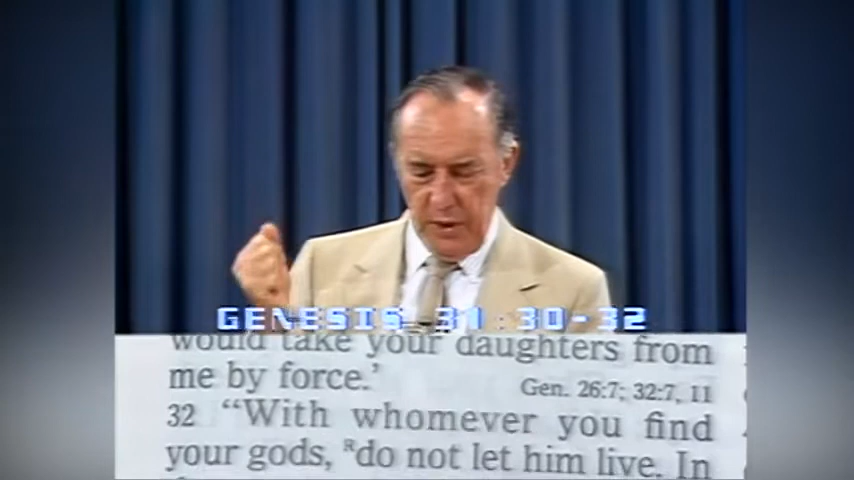 GENESIS 31:30-32
would take your daughters from
me by force.'
Gen. 26:7; 32:7, 11
32 “With whomever you find
your gods, ᴿdo not let him live. In